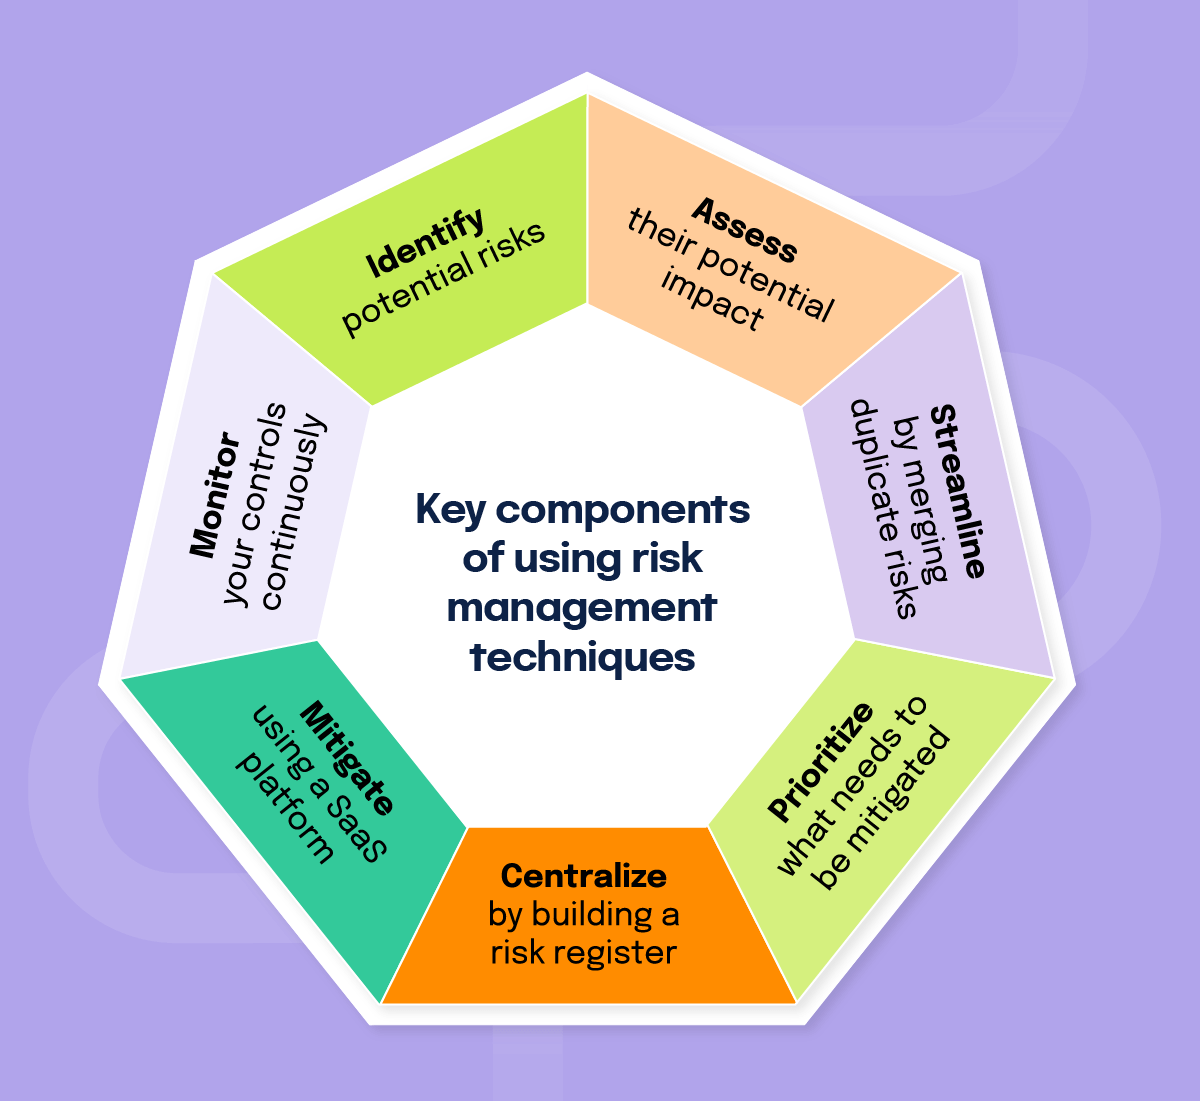 Identify
potential risks
Assess
their potential
impact
Streamline
by merging
duplicate risks
Prioritize
what needs to
be mitigated
Centralize
by building a
risk register
Mitigate
using a SaaS
platform
Monitor
your controls
continuously
Key components
of using risk
management
techniques